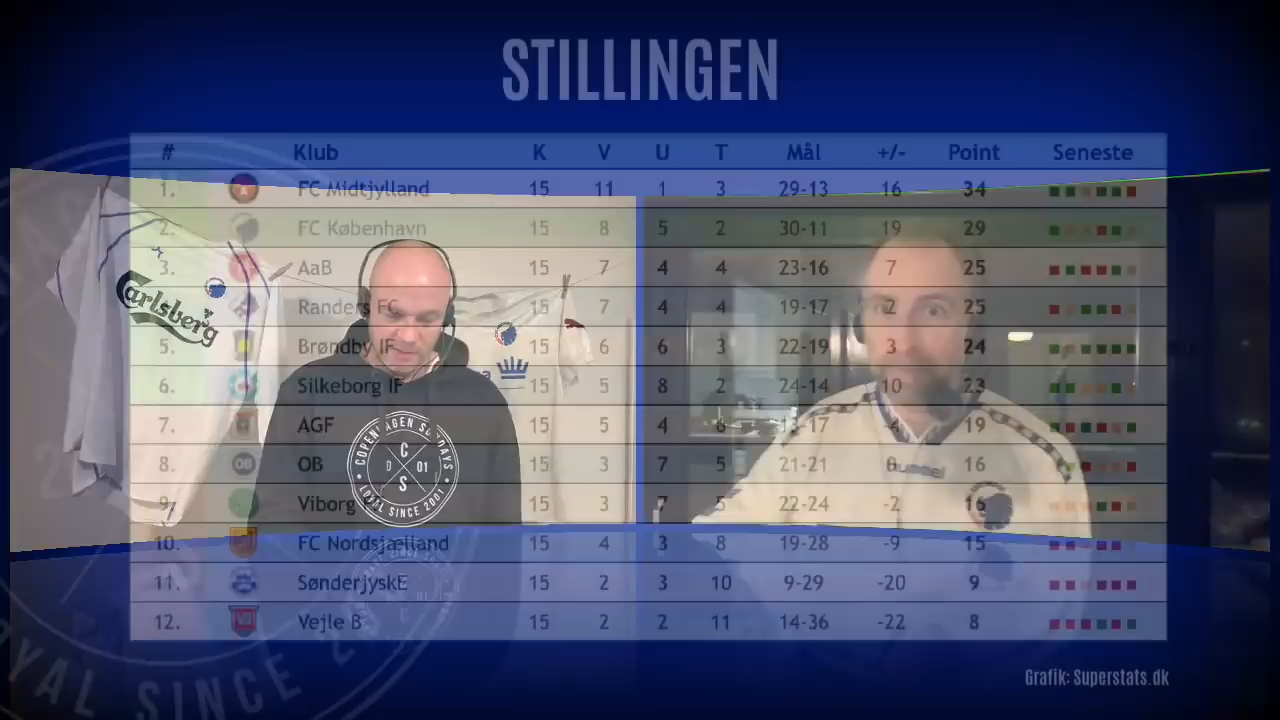 STILLINGEN
# Klub K V U T Mål +/- Point Seneste
1. FC Midtjylland 15 11 1 3 29-13 16 34
2. FC København 15 8 5 2 30-11 19 29
3. AaB 15 7 4 4 23-16 7 25
4. Randers FC 15 7 4 4 19-17 2 25
5. Brøndby IF 15 6 6 3 22-19 3 24
6. Silkeborg IF 15 5 8 2 24-14 10 23
7. AGF 15 5 4 6 13-17 -4 19
8. OB 15 3 7 5 21-21 0 16
9. Viborg 15 3 7 5 22-24 -2 16
10. FC Nordsjælland 15 4 3 8 19-28 -9 15
11. SønderjyskE 15 2 3 10 9-29 -20 9
12. Vejle B 15 2 2 11 14-36 -22 8
Grafik: Superstats.dk
Carlsberg
hummel
COPENHAGEN SUNDAYS
C
D 01
S
LOYAL SINCE 2001
OYAL SINCE 2